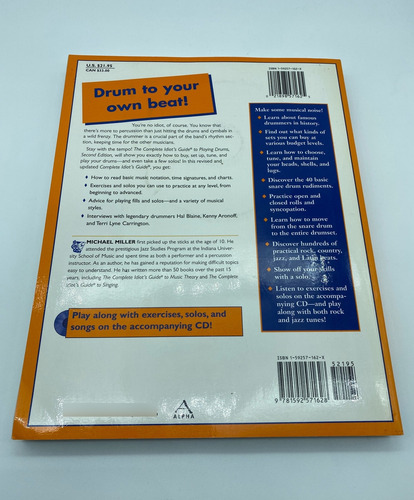 U.S. $21.95
CAN $32.00
ISBN 1-59257-162-X
Drum to your
own beat!
You're no idiot, of course. You know that
there's more to percussion than just hitting the drums and cymbals in
a wild frenzy. The drummer is a crucial part of the band's rhythm sec-
tion, keeping time for the other musicians.
Stay with the tempo! The Complete Idiot's Guide® to Playing Drums,
Second Edition, will show you exactly how to buy, set up, tune, and
play your drums—and even take a few solos! In this revised and
updated Complete Idiot's Guide®, you get:
• How to read basic music notation, time signatures, and charts.
• Exercises and solos you can use to practice at any level, from
beginning to advanced.
• Advice for playing fills and solos—and a variety of musical
styles.
• Interviews with legendary drummers Hal Blaine, Kenny Aronoff,
and Terri Lyne Carrington.
MICHAEL MILLER first picked up the sticks at the age of 10. He
attended the prestigious Jazz Studies Program at the Indiana Univer-
sity School of Music and spent time as both a performer and a percussion
instructor. As an author, he has gained a reputation for making difficult topics
easy to understand. He has written more than 50 books over the past 15
years, including The Complete Idiot's Guide® to Music Theory and The Complete
Idiot's Guide® to Singing.
Play along with exercises, solos, and
songs on the accompanying CD!
Make some musical noise!
Learn about famous
drummers in history.
Find out what kinds of
sets you can buy at
various budget levels.
Learn how to choose,
tune, and maintain
your heads, shells, and
lugs.
Discover the 40 basic
snare drum rudiments.
Practice open and
closed rolls and
syncopation.
Learn how to move
from the snare drum
to the entire drumset.
Discover hundreds of
practical rock, country,
jazz, and Latin beats.
Show off your skills
with a solo.
Listen to exercises and
solos on the accompa-
nying CD—and play
along with both rock
and jazz tunes!
ISBN 1-59257-162-X
52195
9 781592 571628
A
ALPHA